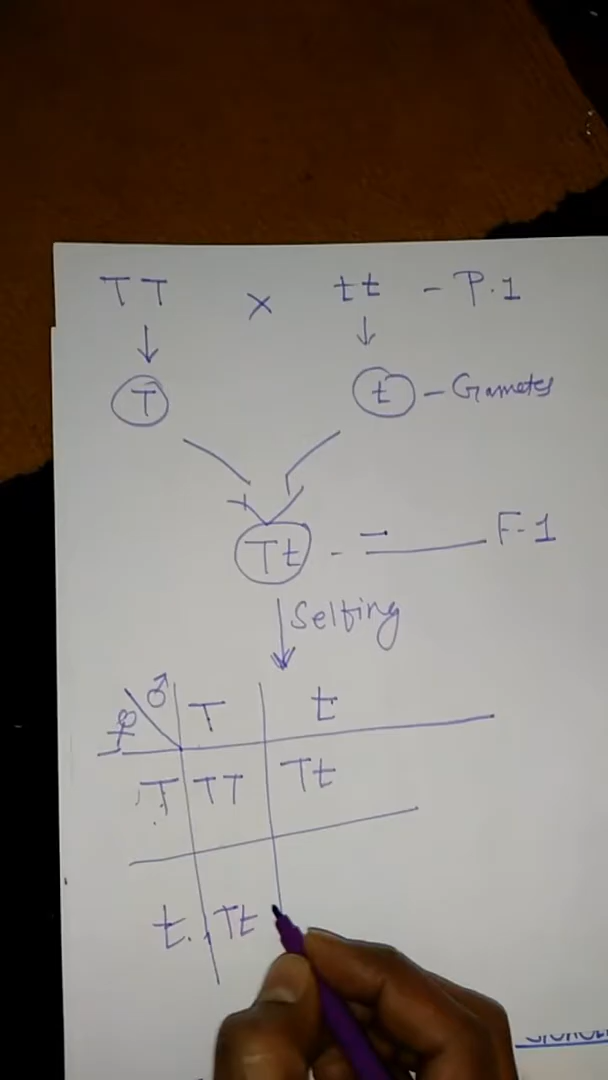 TT × tt - P.1
T t - Gametes
Tt - F-1
Selfing
♀ ♂ T t
T TT Tt
t Tt